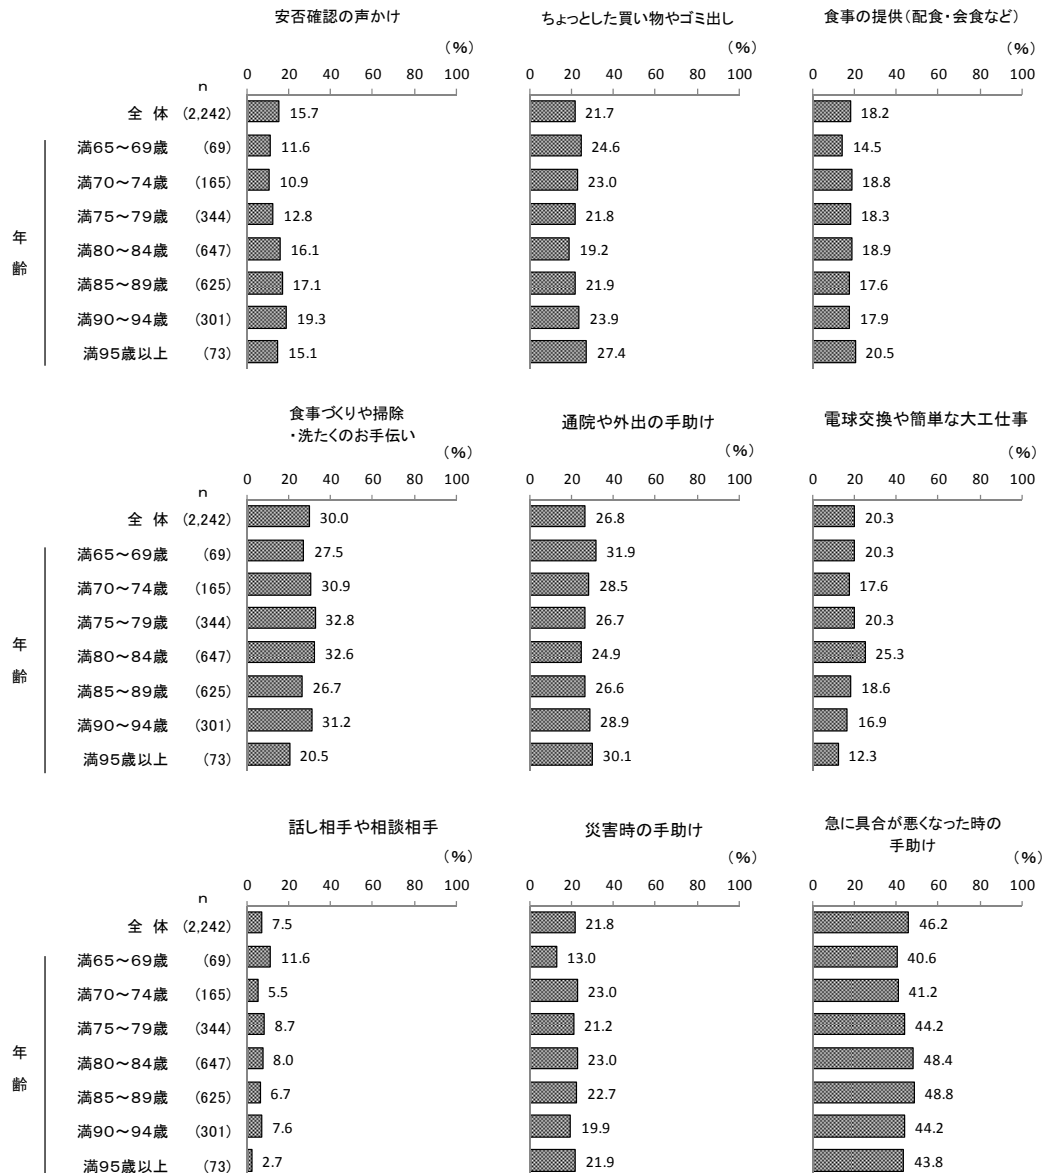 安否確認の声かけ ちょっとした買い物やゴミ出し 食事の提供(配食・会食など)
(%) (%) (%)
0 20 40 60 80 100 0 20 40 60 80 100 0 20 40 60 80 100
n
全 体 (2,242) 15.7 21.7 18.2
満65～69歳 (69) 11.6 24.6 14.5
満70～74歳 (165) 10.9 23.0 18.8
満75～79歳 (344) 12.8 21.8 18.3
満80～84歳 (647) 16.1 19.2 18.9
満85～89歳 (625) 17.1 21.9 17.6
満90～94歳 (301) 19.3 23.9 17.9
満95歳以上 (73) 15.1 27.4 20.5
年
齢
食事づくりや掃除
・洗たくのお手伝い 通院や外出の手助け 電球交換や簡単な大工仕事
(%) (%) (%)
0 20 40 60 80 100 0 20 40 60 80 100 0 20 40 60 80 100
n
全 体 (2,242) 30.0 26.8 20.3
満65～69歳 (69) 27.5 31.9 20.3
満70～74歳 (165) 30.9 28.5 17.6
満75～79歳 (344) 32.8 26.7 20.3
満80～84歳 (647) 32.6 24.9 25.3
満85～89歳 (625) 26.7 26.6 18.6
満90～94歳 (301) 31.2 28.9 16.9
満95歳以上 (73) 20.5 30.1 12.3
年
齢
話し相手や相談相手 災害時の手助け 急に具合が悪くなった時の
手助け
(%) (%) (%)
0 20 40 60 80 100 0 20 40 60 80 100 0 20 40 60 80 100
n
全 体 (2,242) 7.5 21.8 46.2
満65～69歳 (69) 11.6 13.0 40.6
満70～74歳 (165) 5.5 23.0 41.2
満75～79歳 (344) 8.7 21.2 44.2
満80～84歳 (647) 8.0 23.0 48.4
満85～89歳 (625) 6.7 22.7 48.8
満90～94歳 (301) 7.6 19.9 44.2
満95歳以上 (73) 2.7 21.9 43.8
年
齢